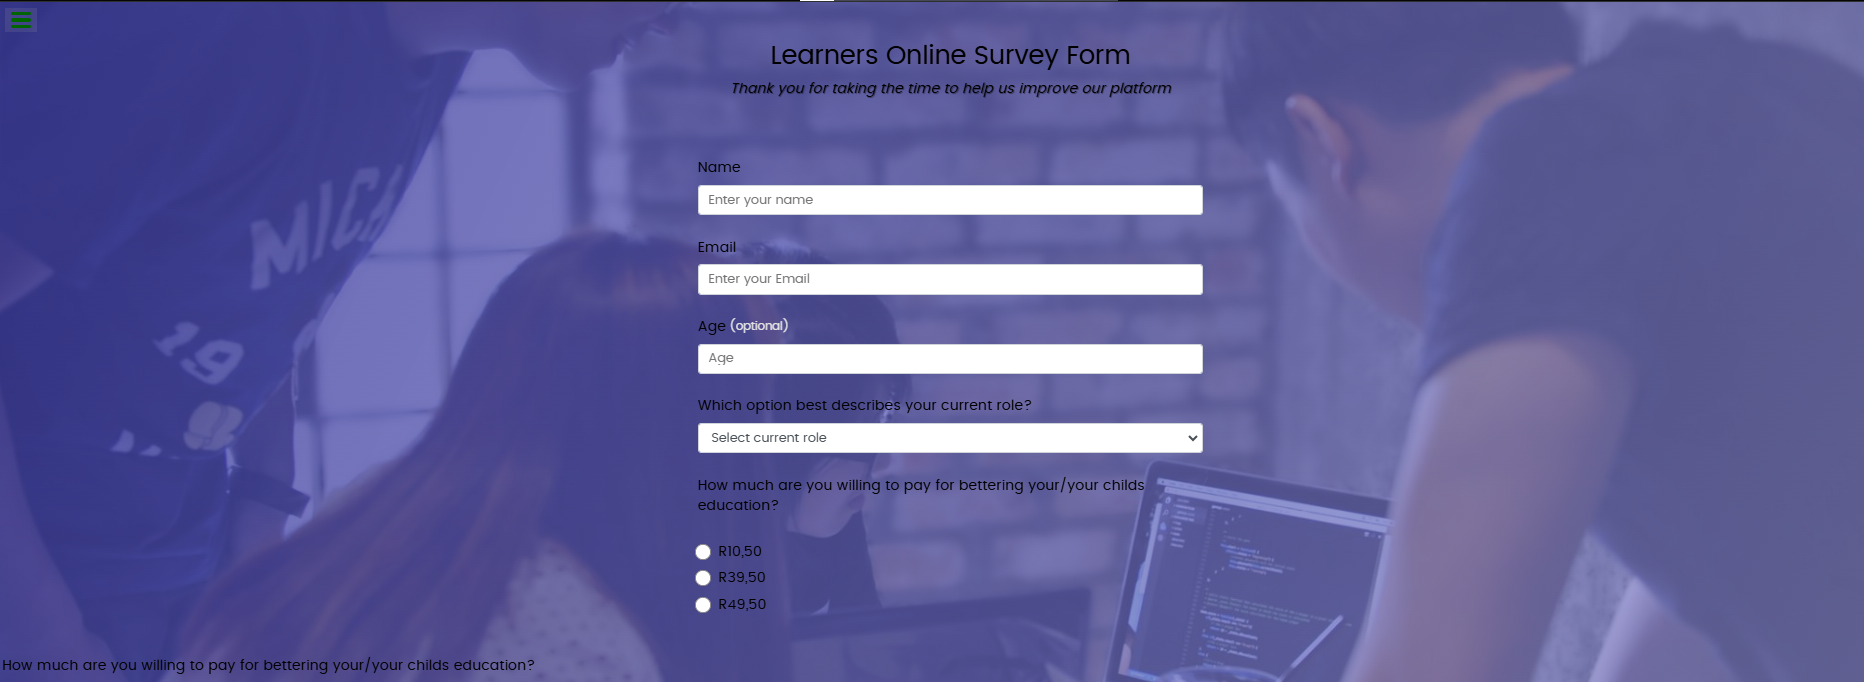 Learners Online Survey Form
Thank you for taking the time to help us improve our platform
Name
Enter your name
Email
Enter your Email
Age (optional)
Age
Which option best describes your current role?
Select current role
How much are you willing to pay for bettering your/your childs
education?
R10,50
R39,50
R49,50
How much are you willing to pay for bettering your/your childs education?
MICH
19